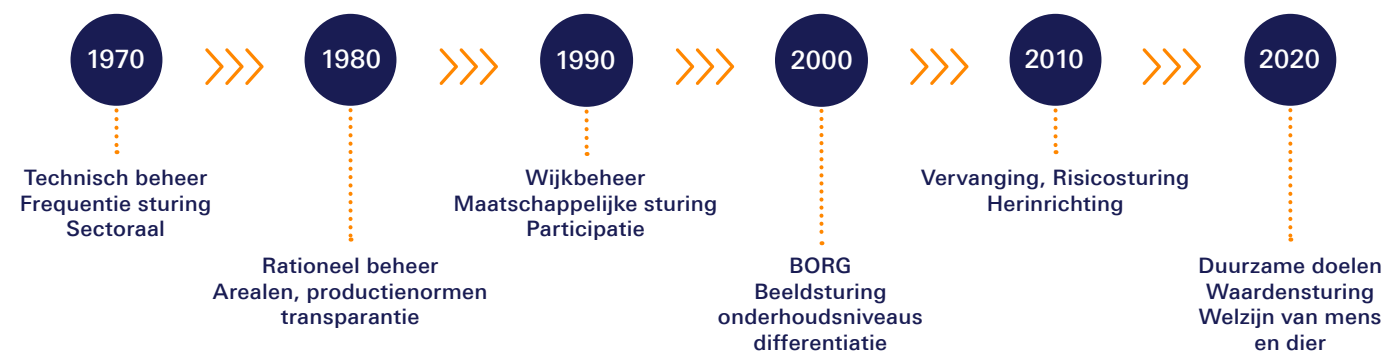 1970
Technisch beheer
Frequentie sturing
Sectoraal
1980
Rationeel beheer
Arealen, productienormen
transparantie
1990
Wijkbeheer
Maatschappelijke sturing
Participatie
2000
BORG
Beeldsturing
onderhoudsniveaus
differentiatie
2010
Vervanging, Risicosturing
Herinrichting
2020
Duurzame doelen
Waardensturing
Welzijn van mens
en dier